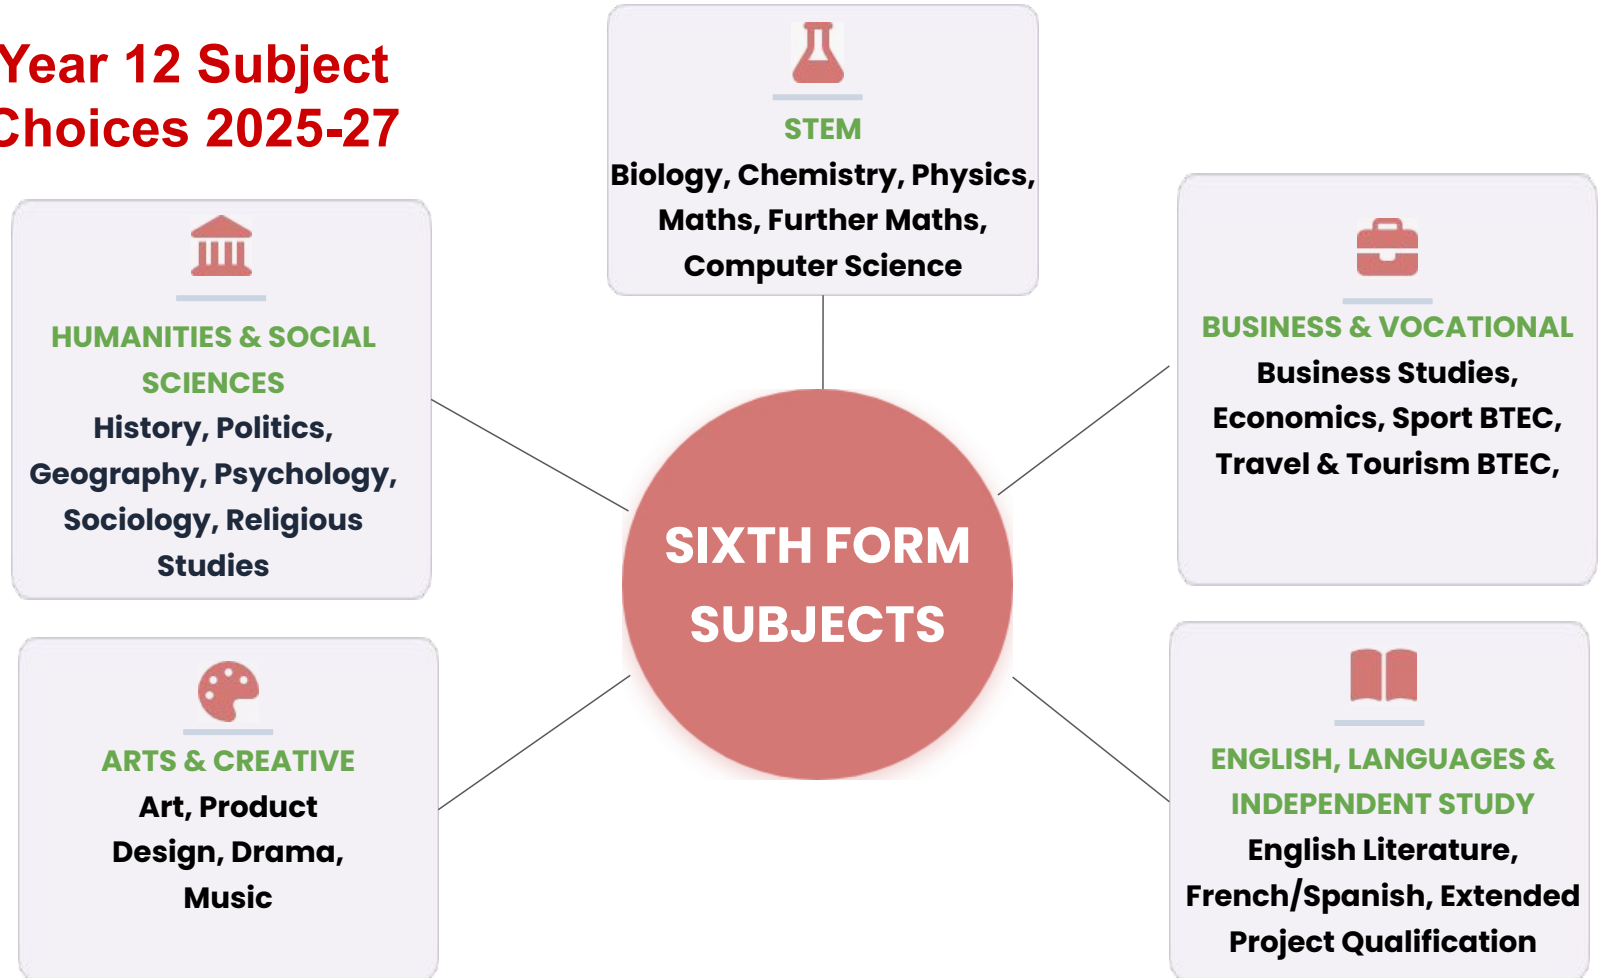 Year 12 Subject
Choices 2025-27
STEM
Biology, Chemistry, Physics,
Maths, Further Maths,
Computer Science
HUMANITIES & SOCIAL
SCIENCES
History, Politics,
Geography, Psychology,
Sociology, Religious
Studies
BUSINESS & VOCATIONAL
Business Studies,
Economics, Sport BTEC,
Travel & Tourism BTEC,
SIXTH FORM
SUBJECTS
ARTS & CREATIVE
Art, Product
Design, Drama,
Music
ENGLISH, LANGUAGES &
INDEPENDENT STUDY
English Literature,
French/Spanish, Extended
Project Qualification